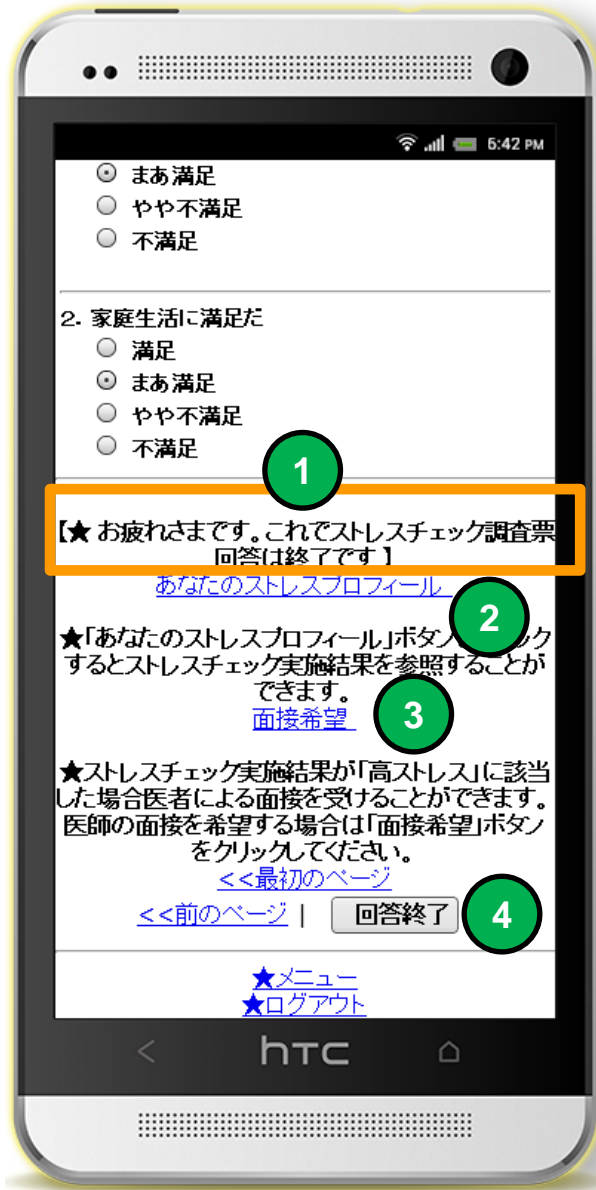 6:42 PM
まあ満足
やや不満足
不満足
2. 家庭生活に満足だ
満足
まあ満足
やや不満足
不満足
1
【★ お疲れさまです。これでストレスチェック調査票
回答は終了です 】
あなたのストレスプロフィール
2
★「あなたのストレスプロフィール」ボタン
ック
するとストレスチェック実施結果を参照することが
できます。
面接希望
3
★ストレスチェック実施結果が「高ストレス」に該当
した場合医者による面接を受けることができます。
医師の面接を希望する場合は「面接希望」ボタン
をクリックしてください。
<<最初のページ
<<前のページ | 回答終了
4
★メニュー
★ログアウト
hTC